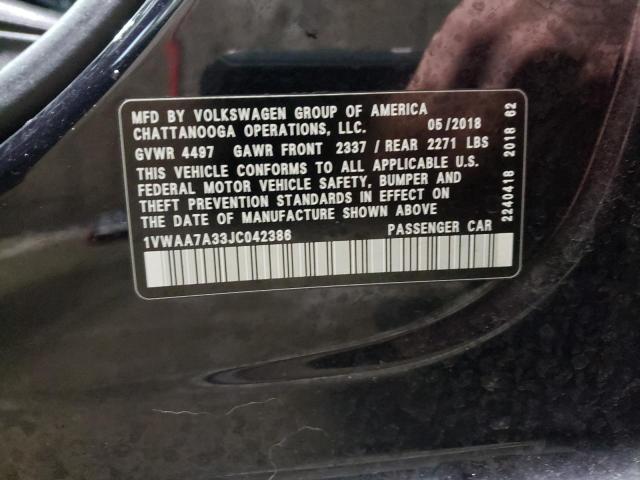 MFD BY VOLKSWAGEN GROUP OF AMERICA
CHATTANOOGA OPERATIONS, LLC. 05/2018
GVWR 4497 GAWR FRONT 2337 / REAR 2271 LBS
THIS VEHICLE CONFORMS TO ALL APPLICABLE U.S.
FEDERAL MOTOR VEHICLE SAFETY, BUMPER AND
THEFT PREVENTION STANDARDS IN EFFECT ON
THE DATE OF MANUFACTURE SHOWN ABOVE.
1VWAA7A33JC042386 PASSENGER CAR
2240418 2018 62